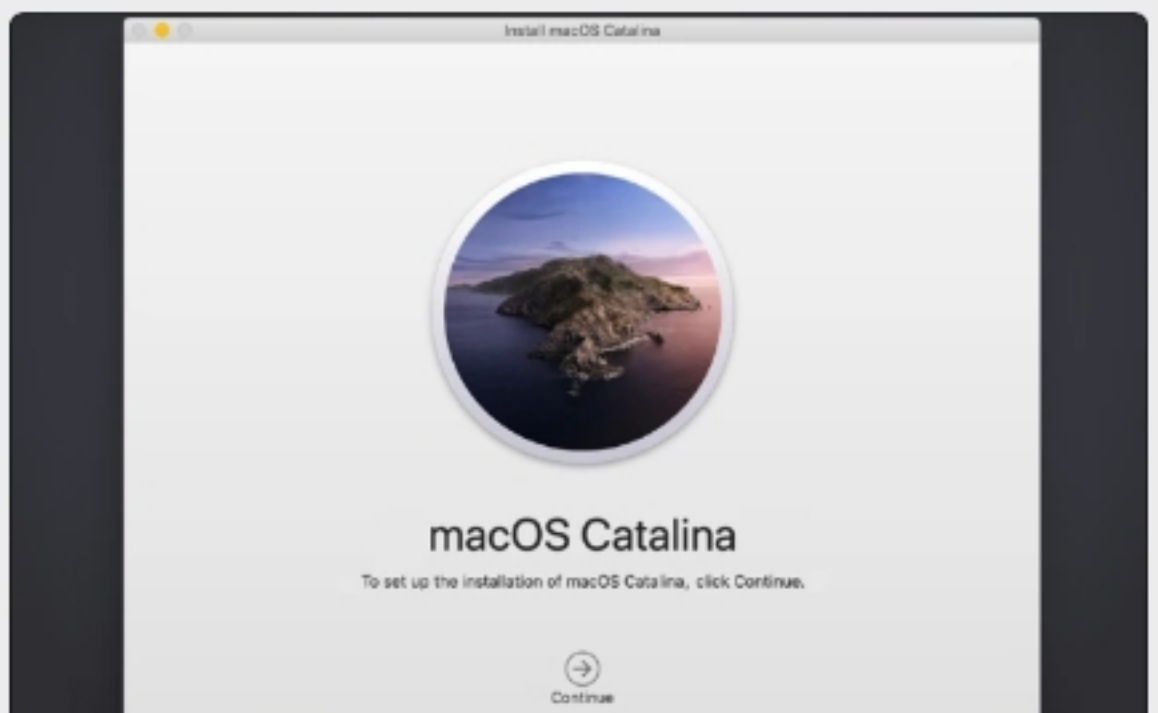 Install macOS Catalina
macOS Catalina
To set up the installation of macOS Catalina, click Continue.
Continue